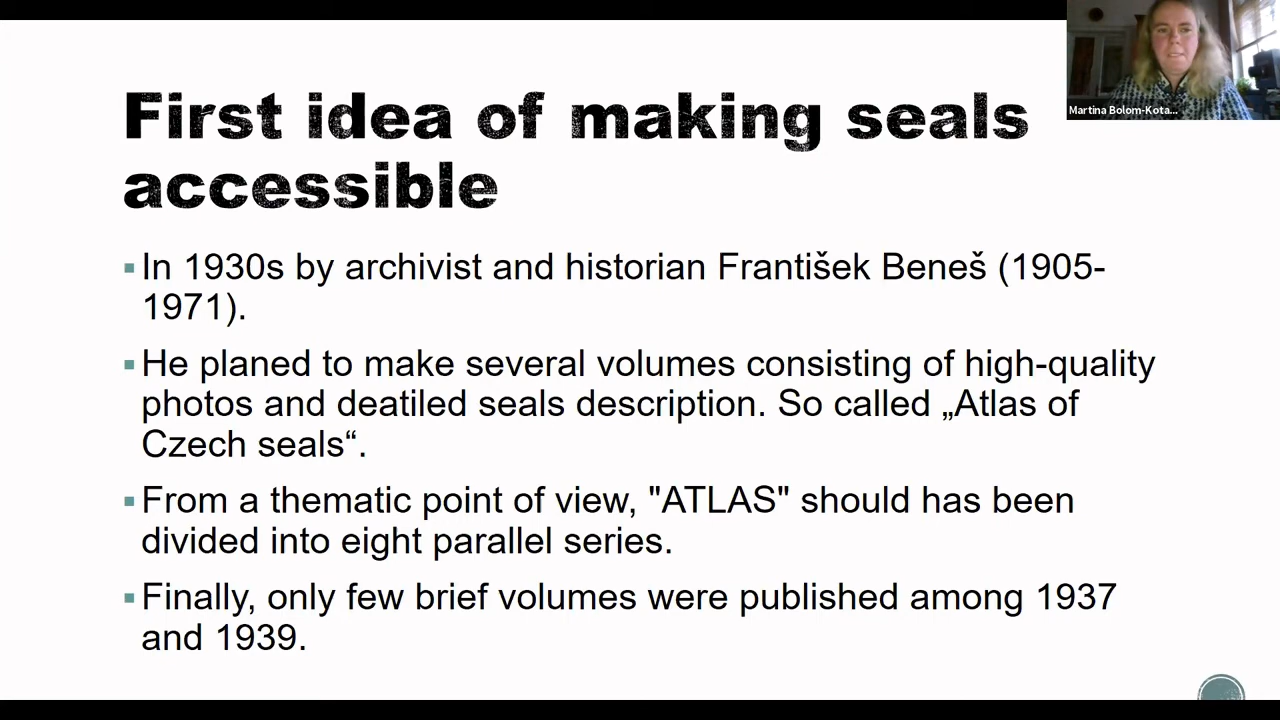 First idea of making seals
accessible
Martina Bolom-Kota...
▪In 1930s by archivist and historian František Beneš (1905-
1971).
▪He planed to make several volumes consisting of high-quality
photos and deatiled seals description. So called „Atlas of
Czech seals“.
▪From a thematic point of view, "ATLAS" should has been
divided into eight parallel series.
▪Finally, only few brief volumes were published among 1937
and 1939.